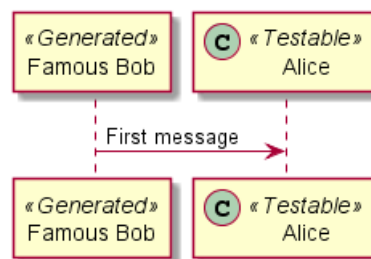 «Generated»
Famous Bob
C «Testable»
Alice
First message
«Generated»
Famous Bob
C «Testable»
Alice